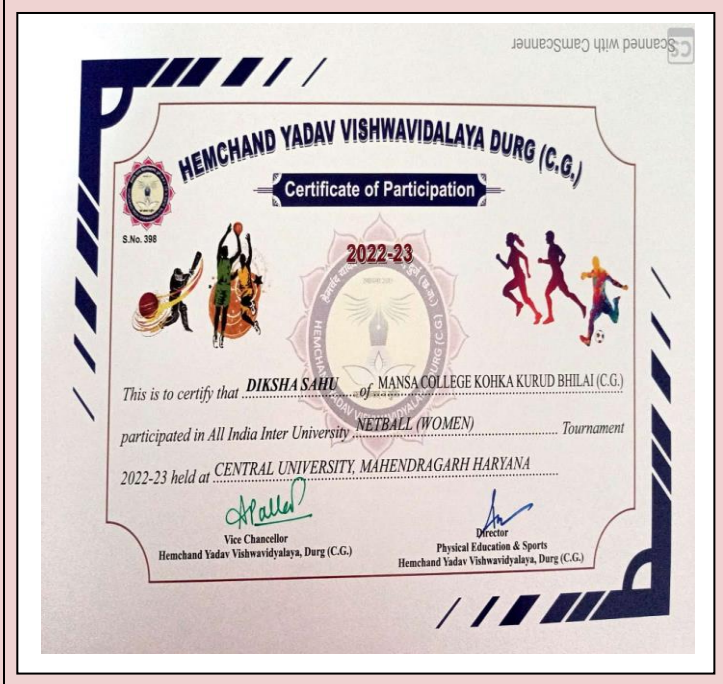 Scanned with CamScanner
CS
HEMCHAND YADAV VISHWAVIDALAYA DURG (C.G.)
Certificate of Participation
S.No. 398
2022-23
HEMCHAND
This is to certify that DIKSHA SAHU of MANSA COLLEGE KOHKA KURUD BHILAI (C.G.)
participated in All India Inter University NETBALL (WOMEN) Tournament
2022-23 held at CENTRAL UNIVERSITY, MAHENDRAGARH HARYANA
Vice Chancellor
Hemchand Yadav Vishwavidyalaya, Durg (C.G.)
Director
Physical Education & Sports
Hemchand Yadav Vishwavidyalaya, Durg (C.G.)